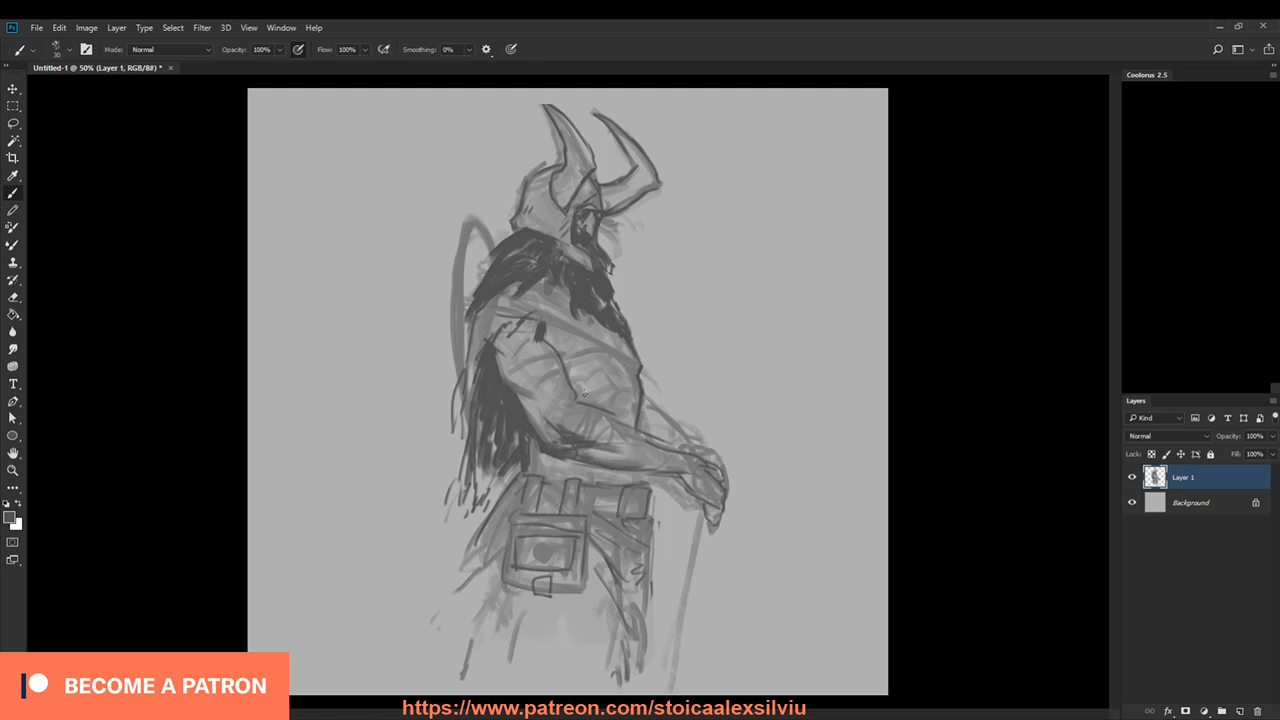 Ps File Edit Image Layer Type Select Filter 3D View Window Help
30 Mode: Normal Opacity: 100% Flow: 100% Smoothing: 0%
Untitled-1 @ 50% (Layer 1, RGB/8#) *
Coolorus 2.5
Layers
Kind
Normal Opacity: 100%
Lock: Fill: 100%
Layer 1
Background
BECOME A PATRON
https://www.patreon.com/stoicaalexsilviu